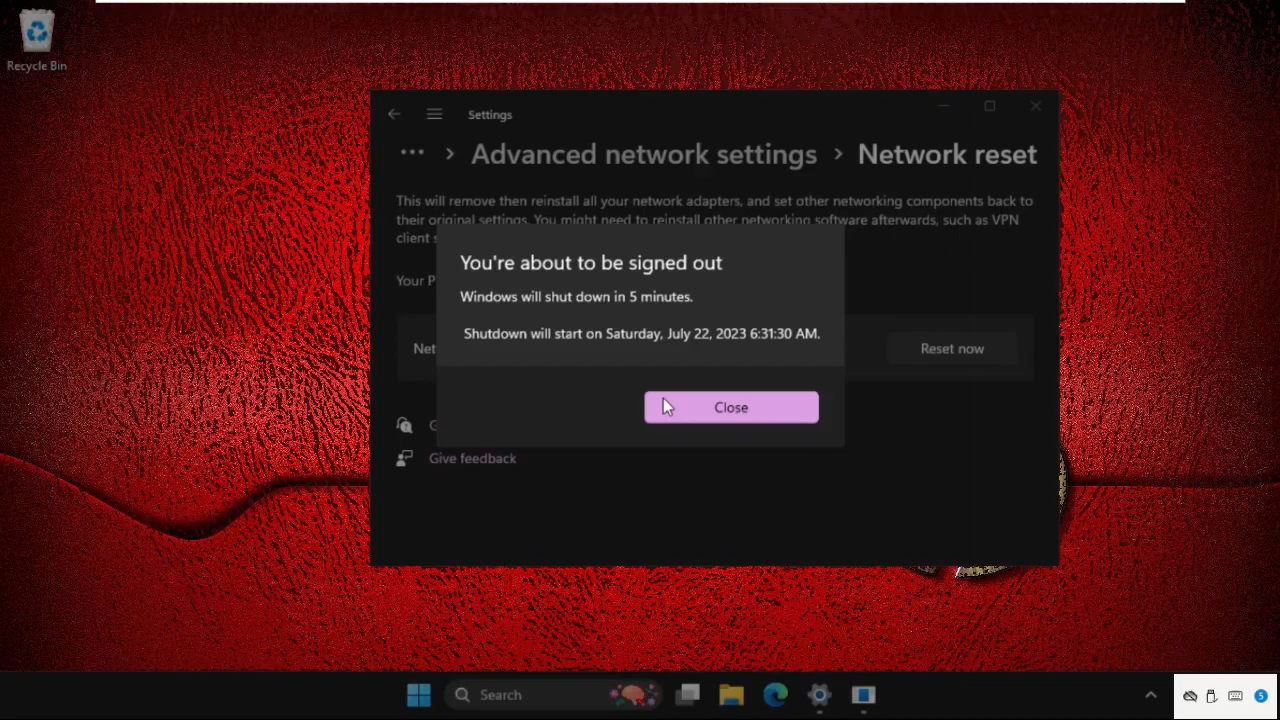 Recycle Bin
Settings
Advanced network settings
Network reset
This will remove then reinstall all your network adapters, and set other networking components back to
their original settings. You might need to reinstall other networking software afterwards, such as VPN
client
You're about to be signed out
Your
Windows will shut down in 5 minutes.
Shutdown will start on Saturday, July 22, 2023 6:31:30 AM.
Net
Reset now
Close
Give feedback
Search
5